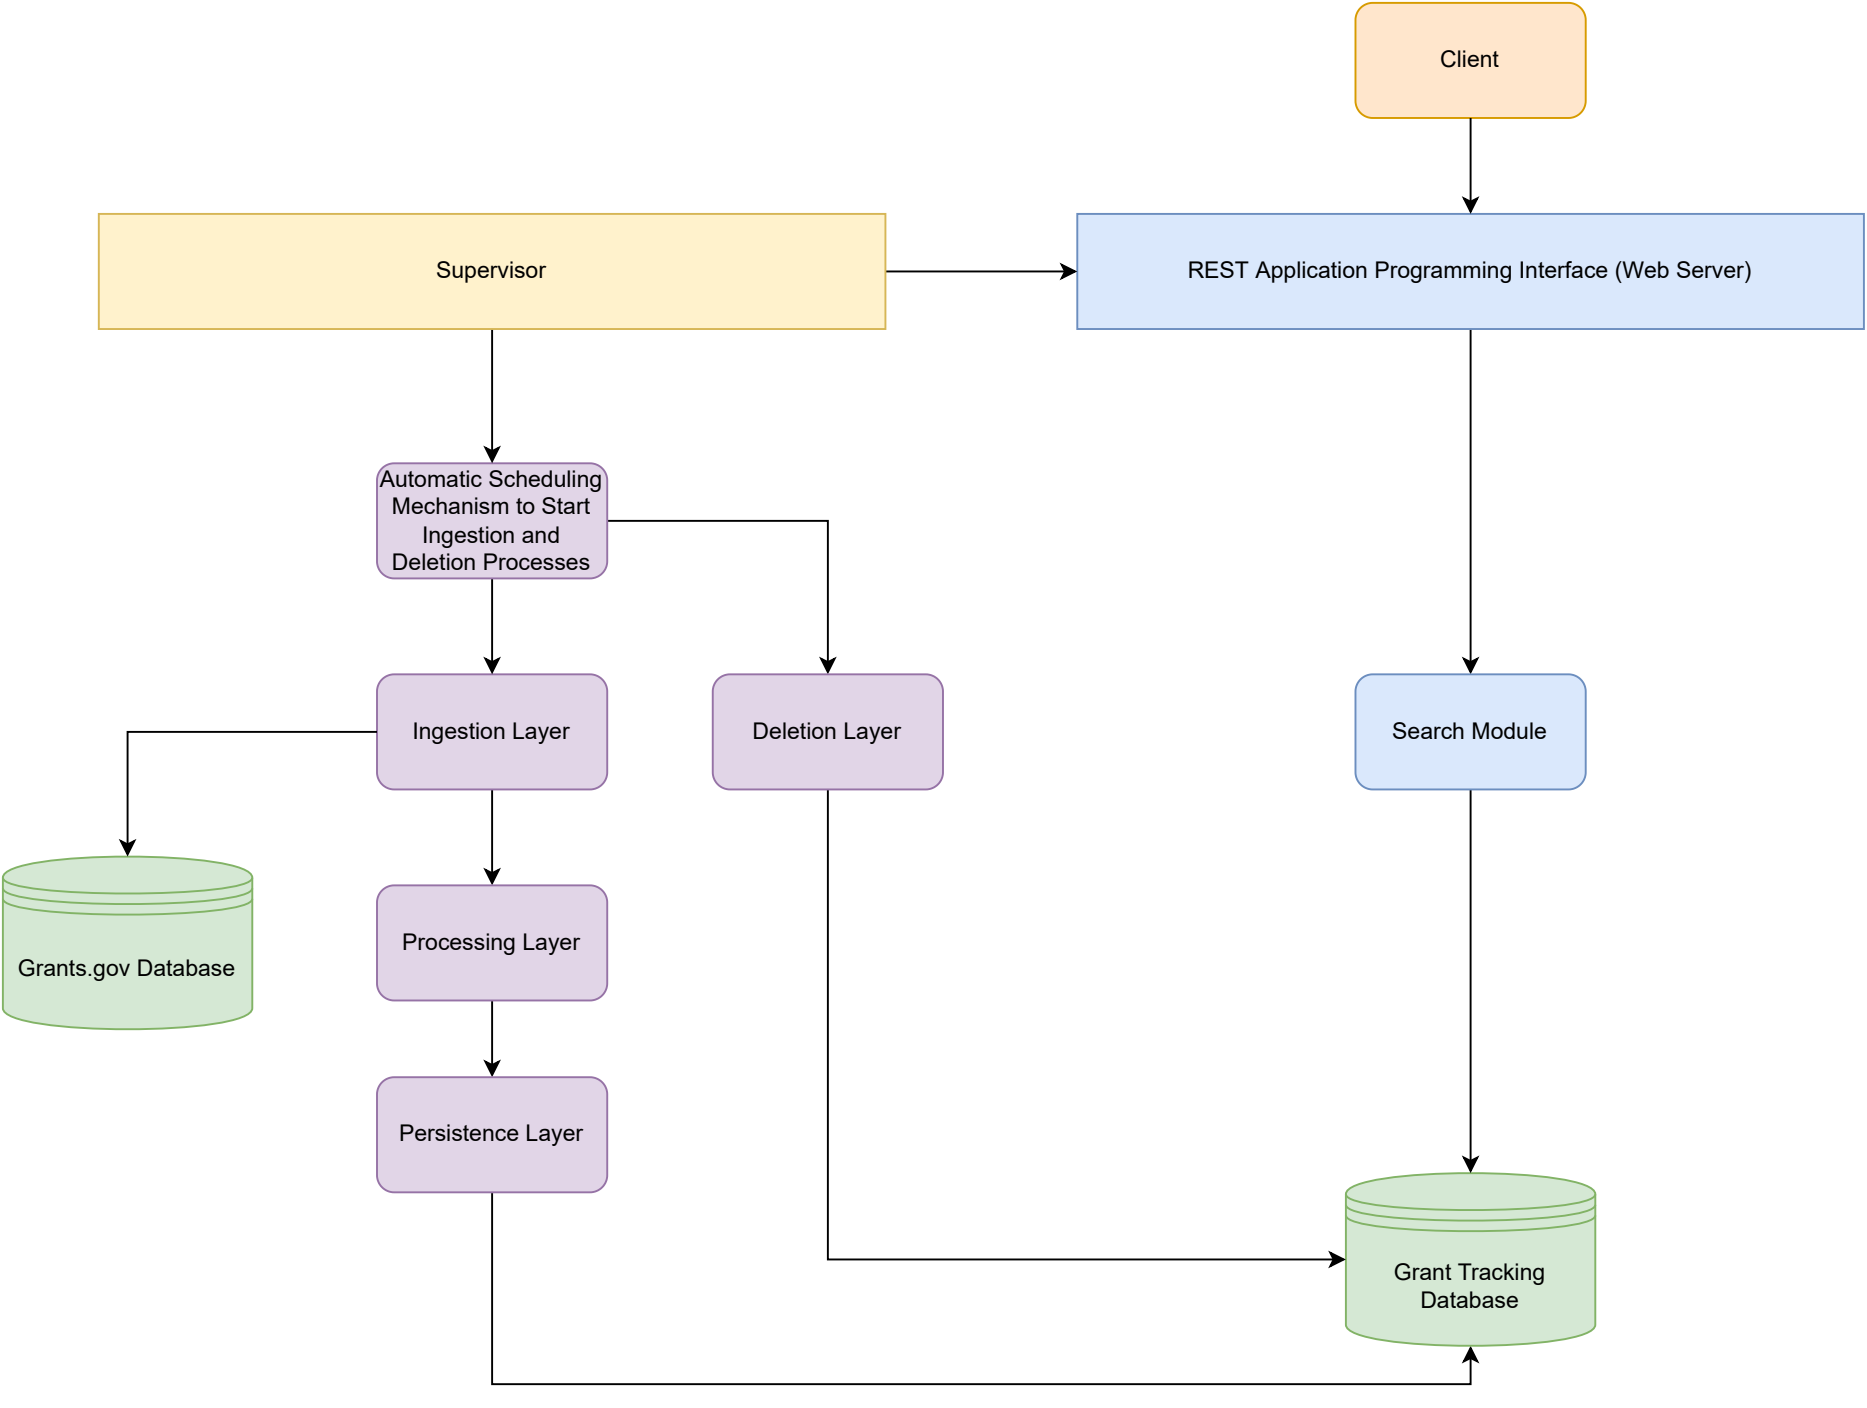 Client
Supervisor
REST Application Programming Interface (Web Server)
Automatic Scheduling
Mechanism to Start
Ingestion and
Deletion Processes
Ingestion Layer
Deletion Layer
Search Module
Grants.gov Database
Processing Layer
Persistence Layer
Grant Tracking
Database